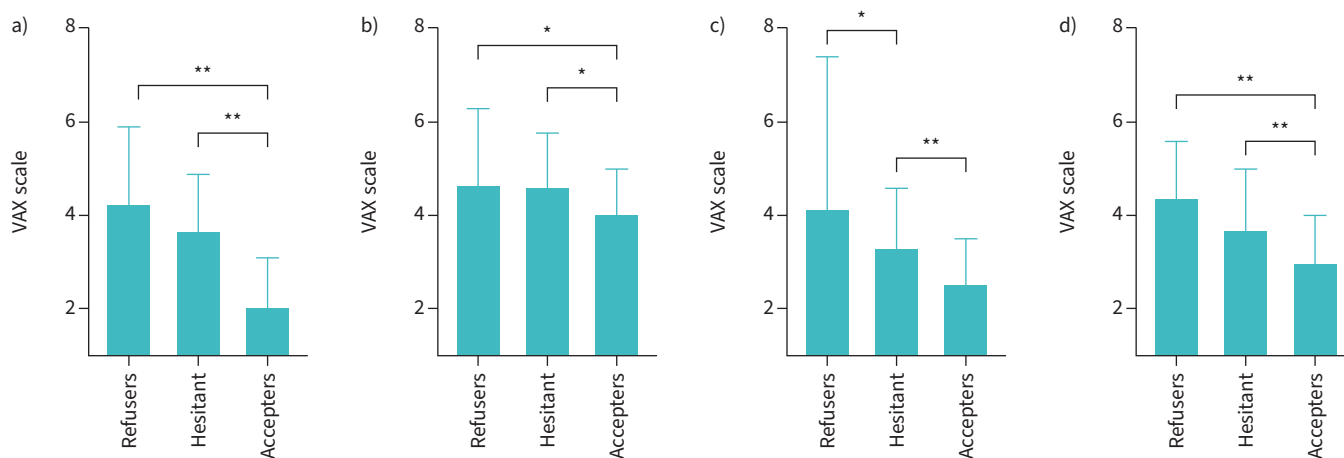 a)
8
6
4
2
VAX scale
**
**
Refusers
Hesitant
Accepters
b)
8
6
4
2
VAX scale
*
*
Refusers
Hesitant
Accepters
c)
8
6
4
2
VAX scale
*
**
Refusers
Hesitant
Accepters
d)
8
6
4
2
VAX scale
**
**
Refusers
Hesitant
Accepters